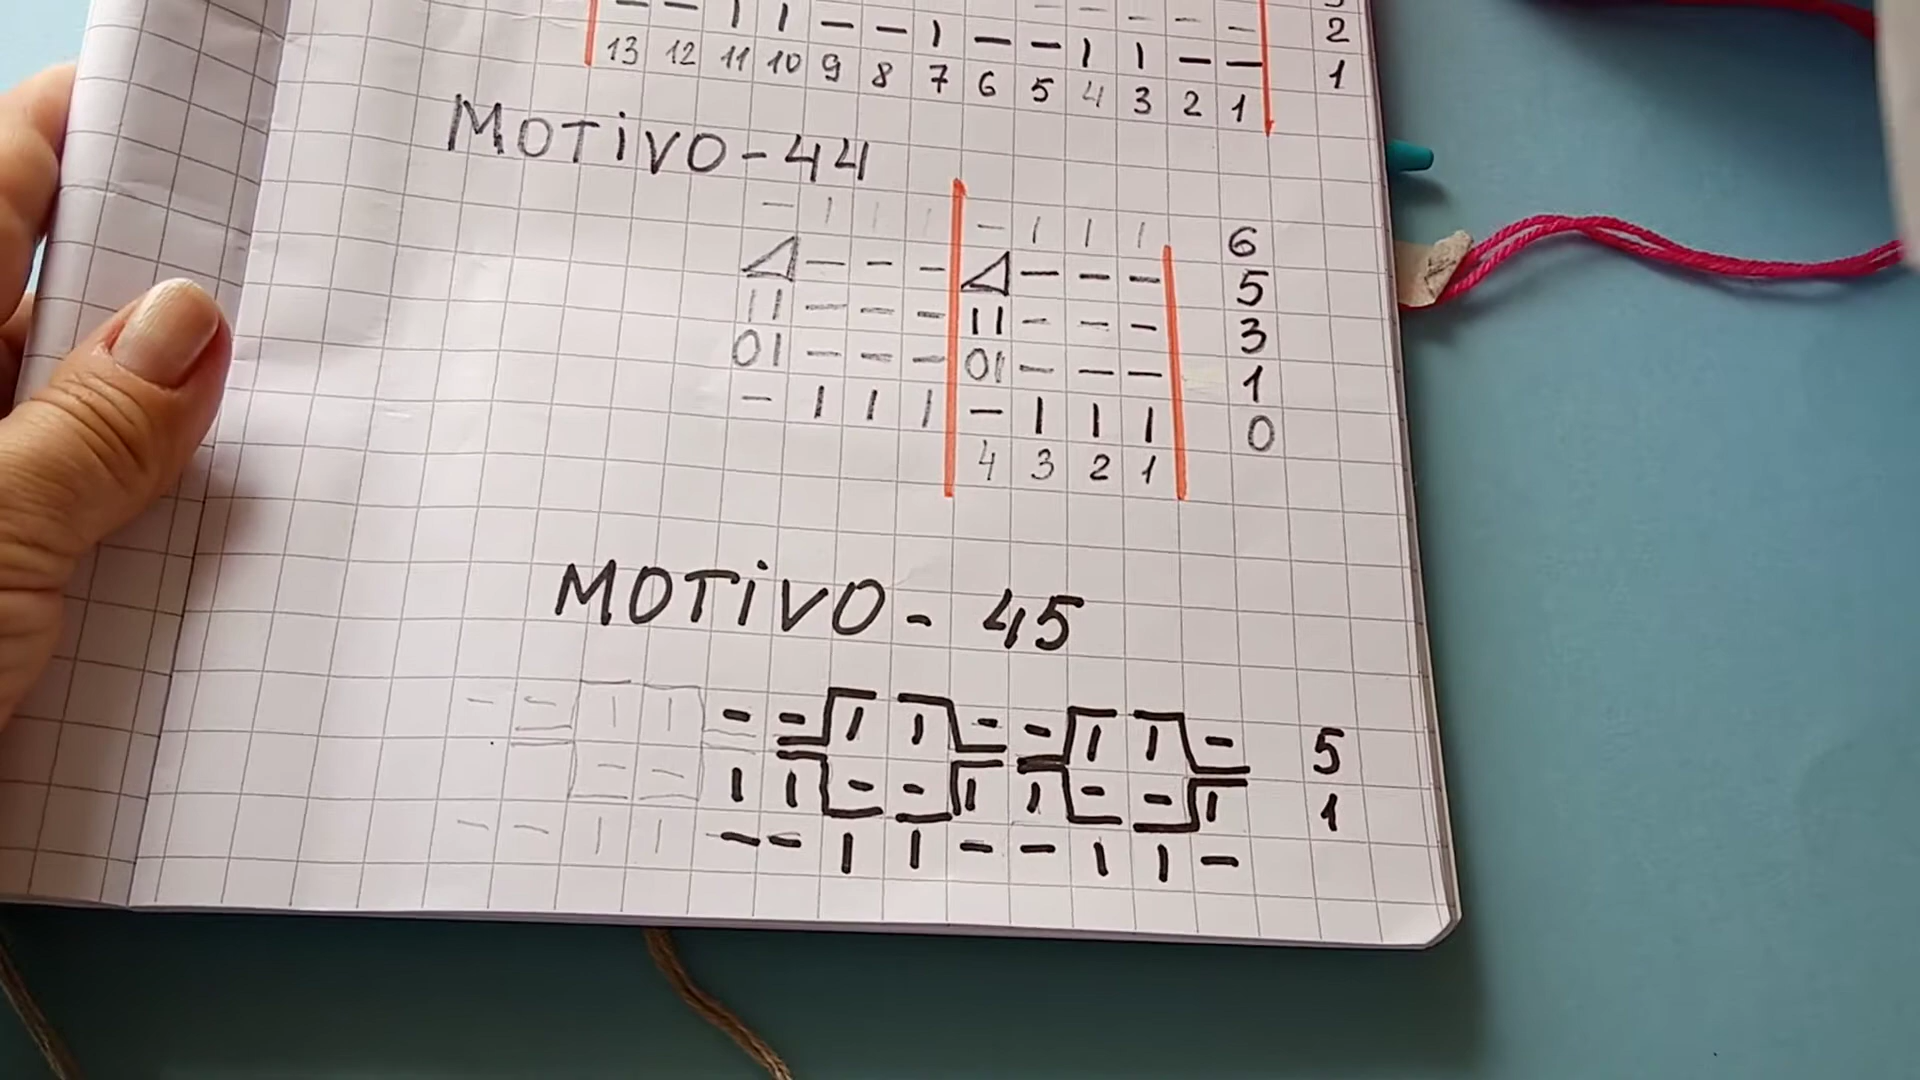 — — | | — — | — — | | — — 2
13 12 11 10 9 8 7 6 5 4 3 2 1 1
MOTIVO-44
— | | | — | | | 6
⊿ — — — ⊿ — — — 5
| | — — — | | — — — 3
O| — — — O| — — — 1
— | | | — | | | 0
4 3 2 1
MOTIVO - 45
— — | | — — | | — — | | — 5
— — | | — — | | — — | 1
— — | | — — | | — — | | —